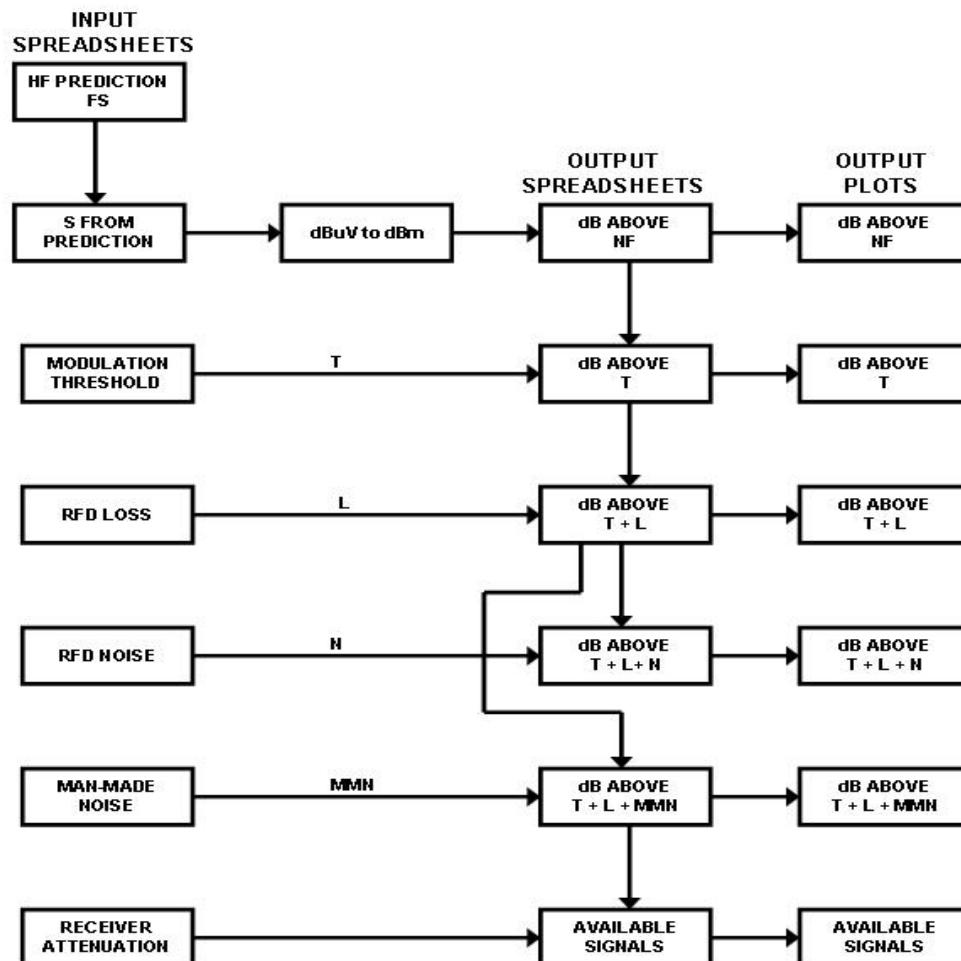 INPUT
SPREADSHEETS
HF PREDICTION
FS
OUTPUT
SPREADSHEETS
OUTPUT
PLOTS
S FROM
PREDICTION
dBuV to dBm
dB ABOVE
NF
dB ABOVE
NF
MODULATION
THRESHOLD
T
dB ABOVE
T
dB ABOVE
T
RFD LOSS
L
dB ABOVE
T + L
dB ABOVE
T + L
RFD NOISE
N
dB ABOVE
T + L+ N
dB ABOVE
T + L + N
MAN-MADE
NOISE
MMN
dB ABOVE
T + L + MMN
dB ABOVE
T + L + MMN
RECEIVER
ATTENUATION
AVAILABLE
SIGNALS
AVAILABLE
SIGNALS